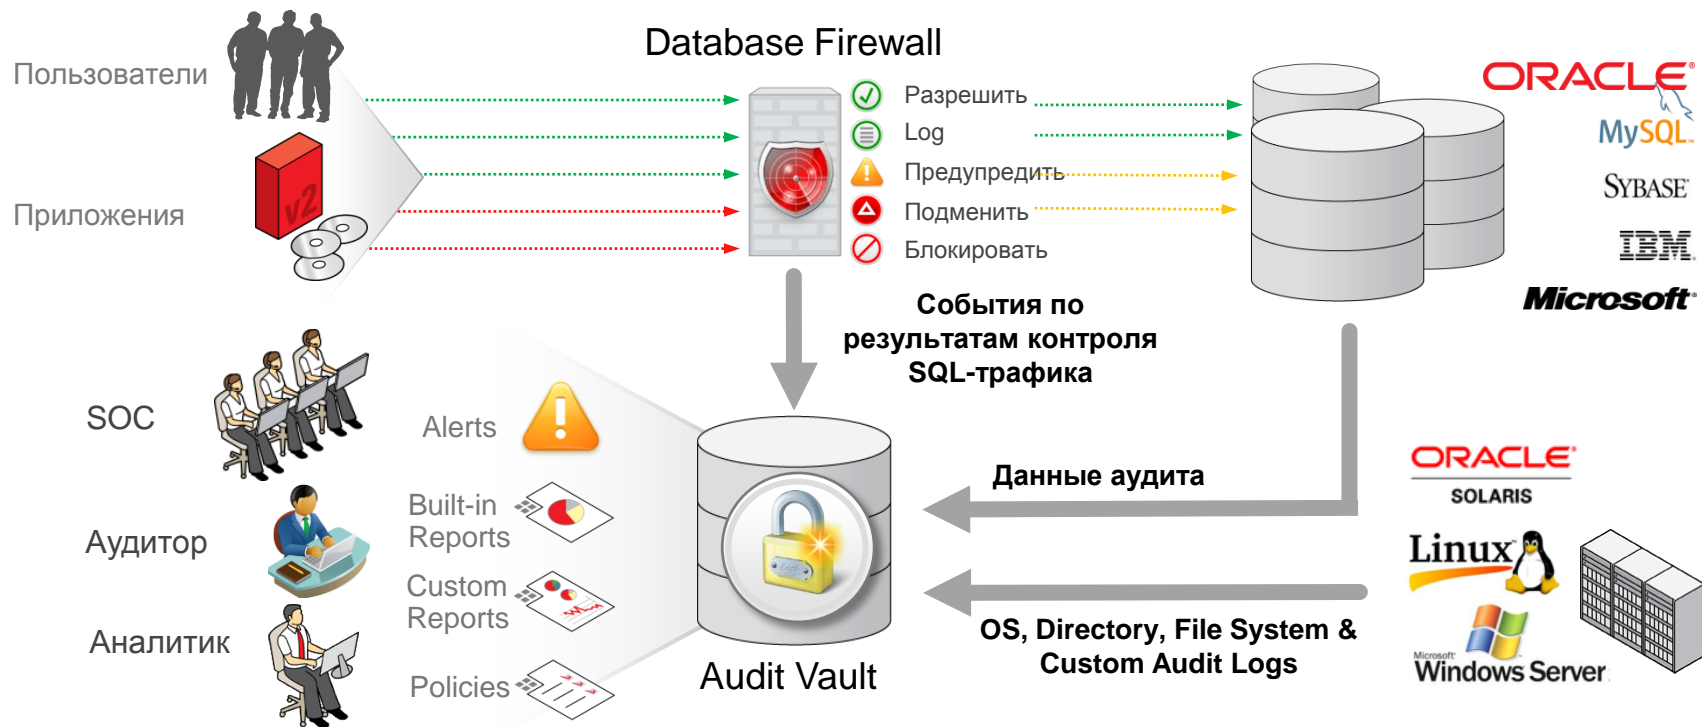 Database Firewall
Пользователи
Приложения
v2
Разрешить
Log
Предупредить
Подменить
Блокировать
ORACLE
MySQL
SYBASE
IBM
Microsoft
События по
результатам контроля
SQL-трафика
SOC
Аудитор
Аналитик
Alerts
Built-in
Reports
Custom
Reports
Policies
Audit Vault
Данные аудита
OS, Directory, File System &
Custom Audit Logs
ORACLE
SOLARIS
Linux
Microsoft
Windows Server